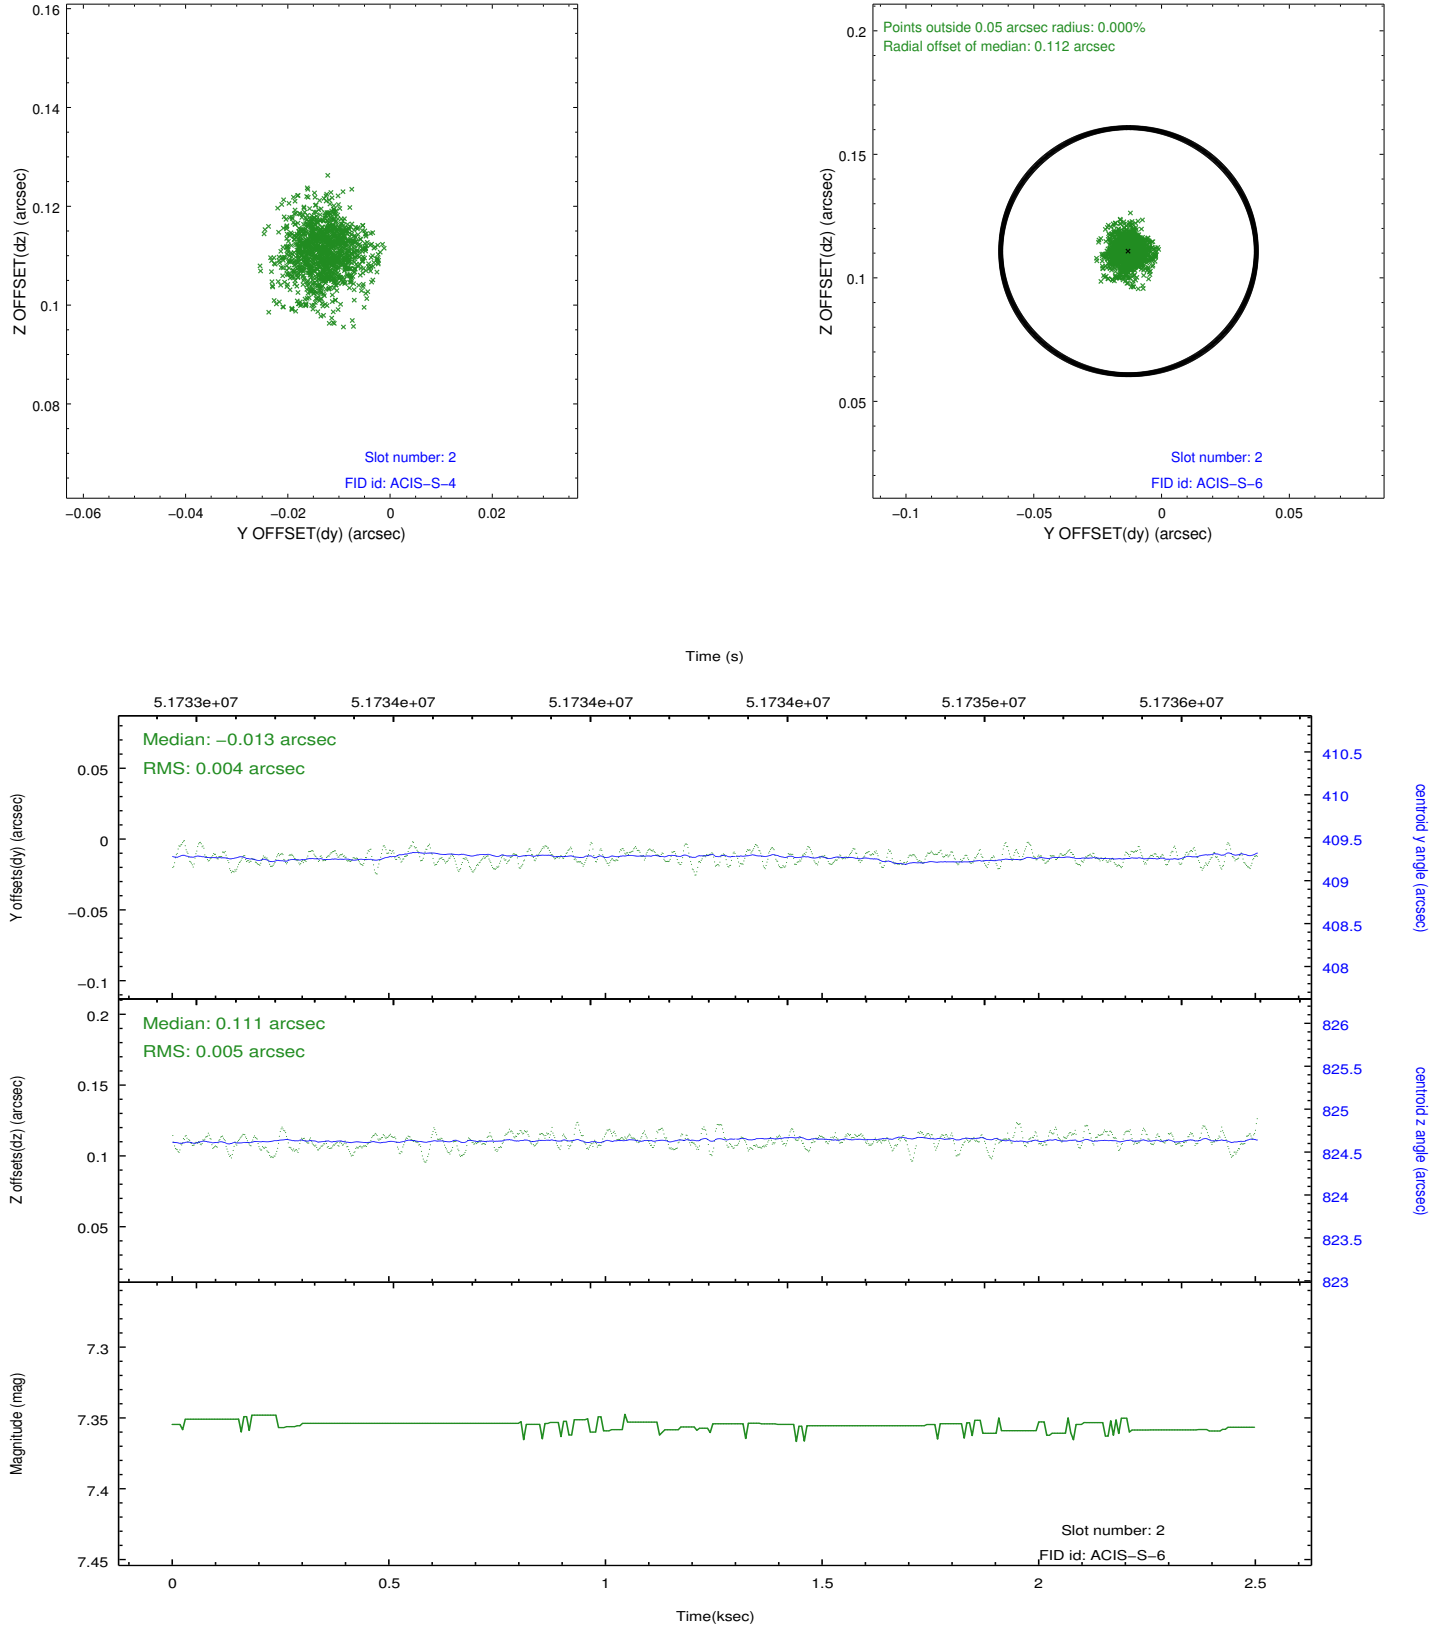 0.16
0.14
0.12
0.1
0.08
Z OFFSET(dz) (arcsec)
Slot number: 2
FID id: ACIS−S−4
−0.06 −0.04 −0.02 0 0.02
Y OFFSET(dy) (arcsec)
Points outside 0.05 arcsec radius: 0.000%
Radial offset of median: 0.112 arcsec
0.2
0.15
0.1
0.05
Z OFFSET(dz) (arcsec)
Slot number: 2
FID id: ACIS−S−6
−0.1 −0.05 0 0.05
Y OFFSET(dy) (arcsec)
Time (s)
5.1733e+07 5.1734e+07 5.1734e+07 5.1734e+07 5.1735e+07 5.1736e+07
Median: −0.013 arcsec
RMS: 0.004 arcsec
0.05
0
−0.05
−0.1
Y offsets(dy) (arcsec)
410.5
410
409.5
409
408.5
408
centroid y angle (arcsec)
Median: 0.111 arcsec
RMS: 0.005 arcsec
0.2
0.15
0.1
0.05
Z offsets(dz) (arcsec)
826
825.5
825
824.5
824
823.5
823
centroid z angle (arcsec)
7.3
7.35
7.4
7.45
Magnitude (mag)
Slot number: 2
FID id: ACIS−S−6
0 0.5 1 1.5 2 2.5
Time(ksec)